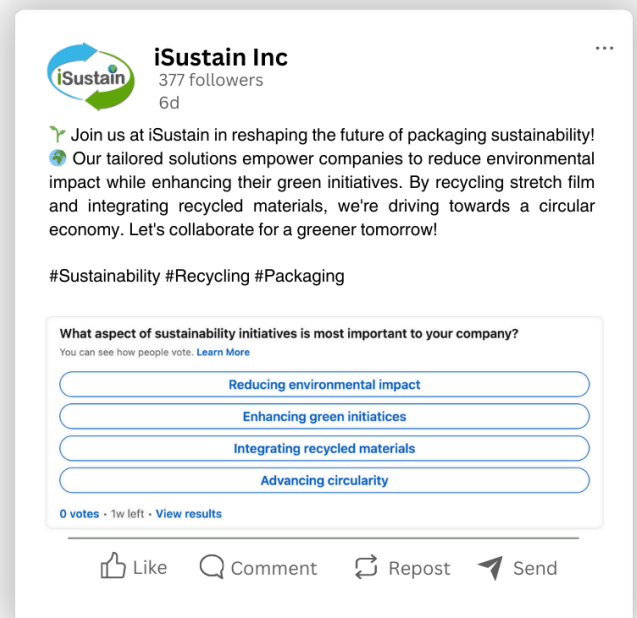 iSustain
iSustain Inc
377 followers
6d
🌱 Join us at iSustain in reshaping the future of packaging sustainability!
🌍 Our tailored solutions empower companies to reduce environmental
impact while enhancing their green initiatives. By recycling stretch film
and integrating recycled materials, we're driving towards a circular
economy. Let's collaborate for a greener tomorrow!
#Sustainability #Recycling #Packaging
What aspect of sustainability initiatives is most important to your company?
You can see how people vote. Learn More
Reducing environmental impact
Enhancing green initiatices
Integrating recycled materials
Advancing circularity
0 votes · 1w left · View results
Like Comment Repost Send